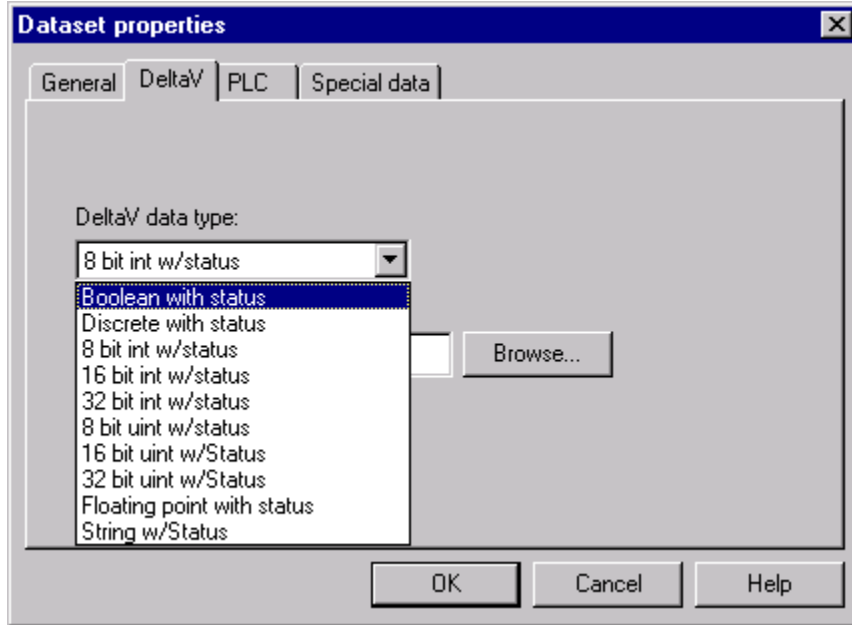 Dataset properties
General DeltaV PLC Special data
DeltaV data type:
8 bit int w/status
Boolean with status
Discrete with status
8 bit int w/status
16 bit int w/status
32 bit int w/status
8 bit uint w/status
16 bit uint w/Status
32 bit uint w/Status
Floating point with status
String w/Status
Browse...
OK Cancel Help